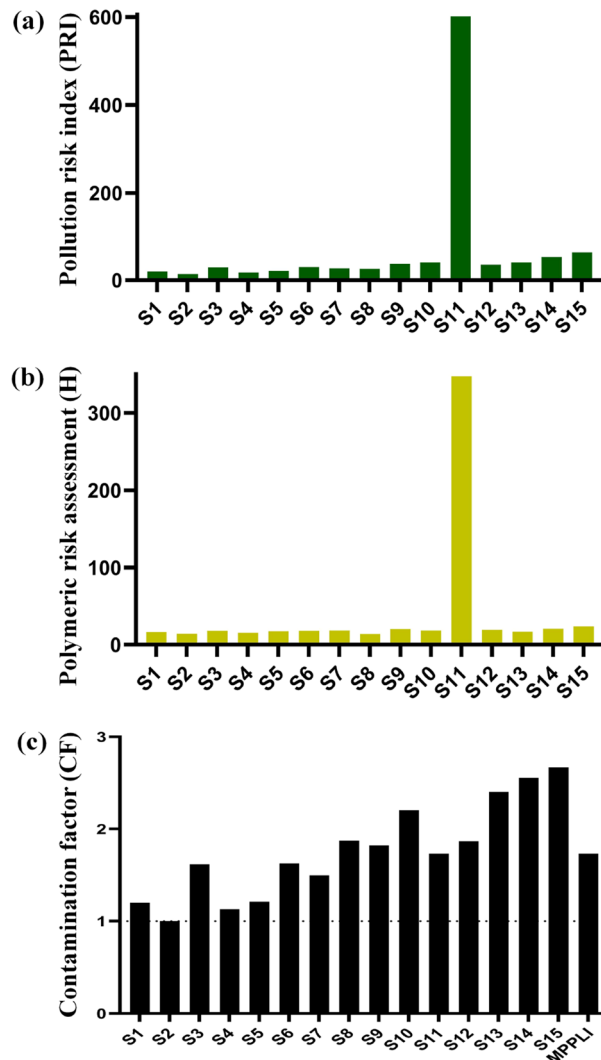 (a)
Pollution risk index (PRI)
600
400
200
0
S1 S2 S3 S4 S5 S6 S7 S8 S9 S10 S11 S12 S13 S14 S15
(b)
Polymeric risk assessment (H)
300
200
100
0
S1 S2 S3 S4 S5 S6 S7 S8 S9 S10 S11 S12 S13 S14 S15
(c)
Contamination factor (CF)
3
2
1
0
S1 S2 S3 S4 S5 S6 S7 S8 S9 S10 S11 S12 S13 S14 S15 MPPLI